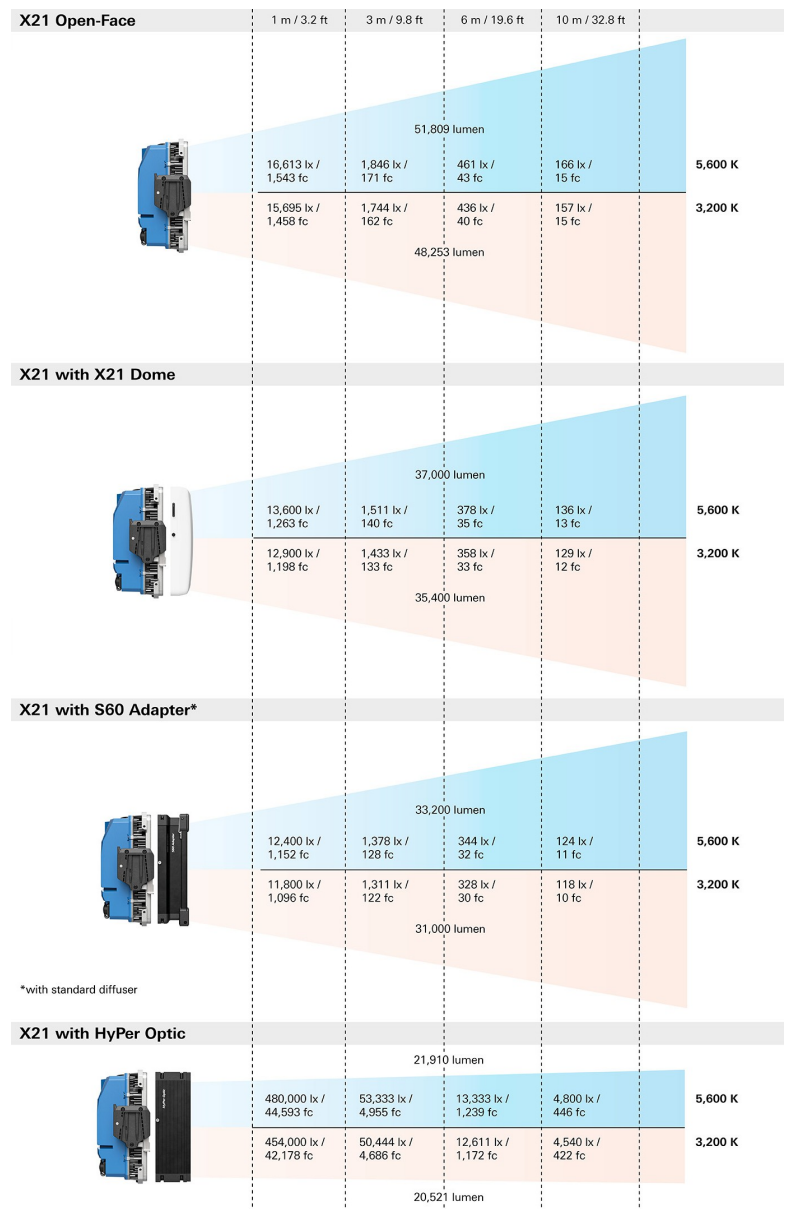 X21 Open-Face
1 m / 3.2 ft
3 m / 9.8 ft
6 m / 19.6 ft
10 m / 32.8 ft
51,809 lumen
16,613 lx /
1,543 fc
1,846 lx /
171 fc
461 lx /
43 fc
166 lx /
15 fc
5,600 K
15,695 lx /
1,458 fc
1,744 lx /
162 fc
436 lx /
40 fc
157 lx /
15 fc
3,200 K
48,253 lumen
X21 with X21 Dome
37,000 lumen
13,600 lx /
1,263 fc
1,511 lx /
140 fc
378 lx /
35 fc
136 lx /
13 fc
5,600 K
12,900 lx /
1,198 fc
1,433 lx /
133 fc
358 lx /
33 fc
129 lx /
12 fc
3,200 K
35,400 lumen
X21 with S60 Adapter*
33,200 lumen
S60 Adapter
12,400 lx /
1,152 fc
1,378 lx /
128 fc
344 lx /
32 fc
124 lx /
11 fc
5,600 K
11,800 lx /
1,096 fc
1,311 lx /
122 fc
328 lx /
30 fc
118 lx /
10 fc
3,200 K
31,000 lumen
*with standard diffuser
X21 with HyPer Optic
21,910 lumen
HyPer Optic
480,000 lx /
44,593 fc
53,333 lx /
4,955 fc
13,333 lx /
1,239 fc
4,800 lx /
446 fc
5,600 K
454,000 lx /
42,178 fc
50,444 lx /
4,686 fc
12,611 lx /
1,172 fc
4,540 lx /
422 fc
3,200 K
20,521 lumen